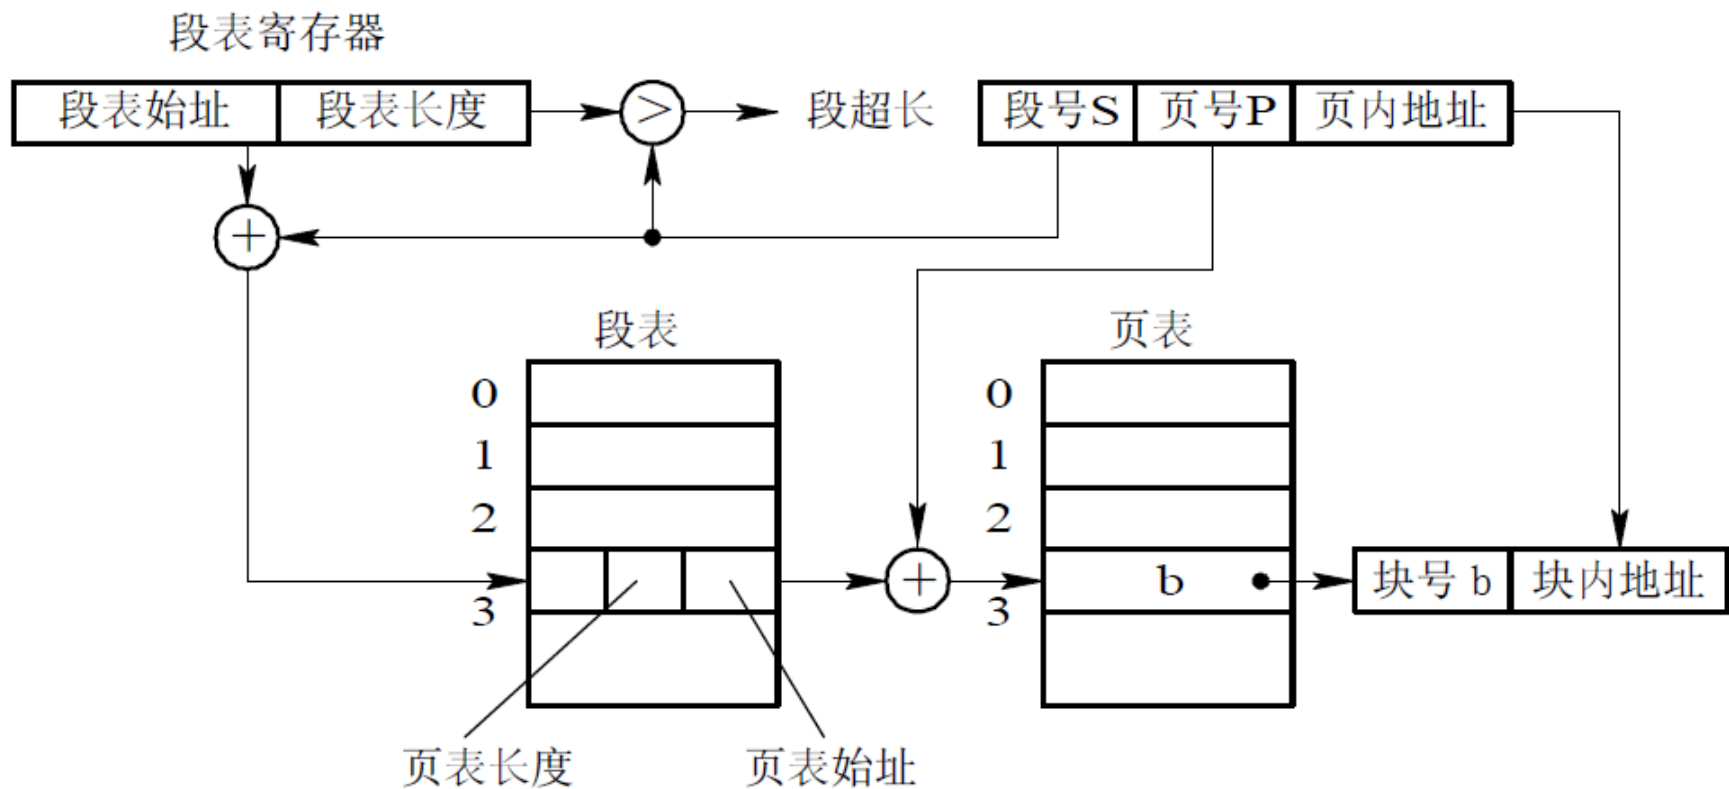 段表寄存器
段表始址 段表长度 > 段超长 段号S 页号P 页内地址
+
段表 页表
0 0
1 1
2 2
+ b 块号 b 块内地址
3 3
页表长度 页表始址